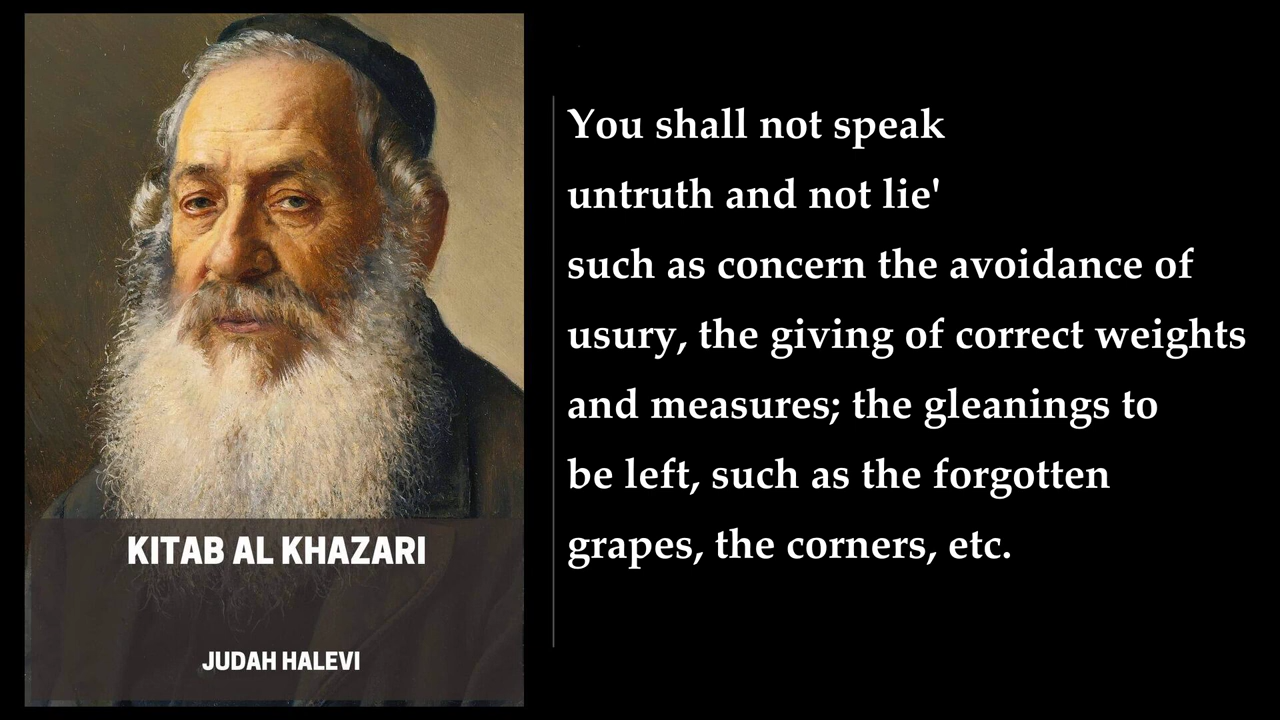 KITAB AL KHAZARI
JUDAH HALEVI
You shall not speak
untruth and not lie'
such as concern the avoidance of
usury, the giving of correct weights
and measures; the gleanings to
be left, such as the forgotten
grapes, the corners, etc.